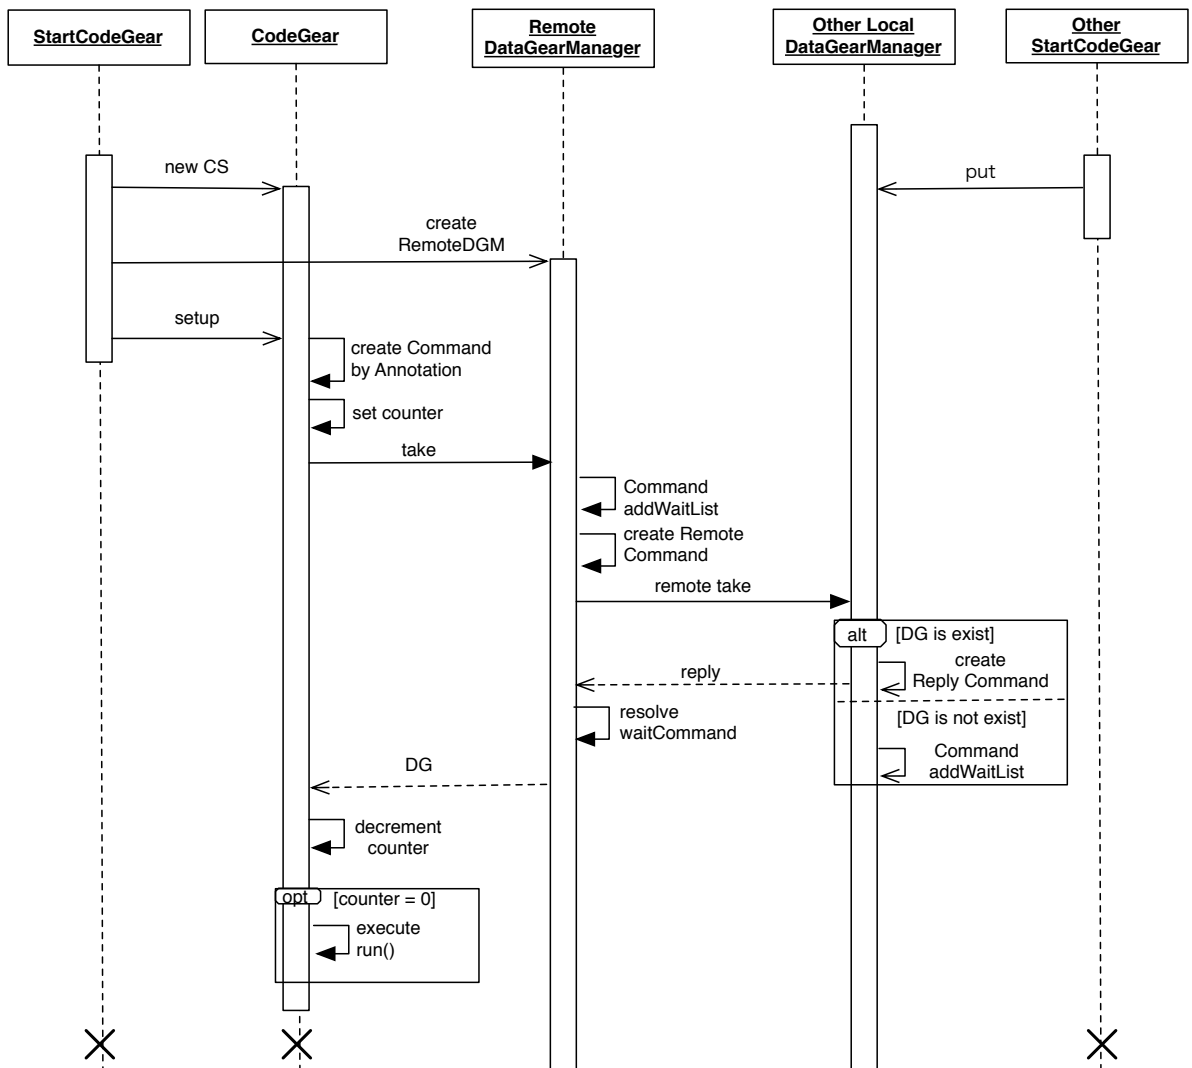 StartCodeGear
CodeGear
Remote
DataGearManager
Other Local
DataGearManager
Other
StartCodeGear
new CS
put
create
RemoteDGM
setup
create Command
by Annotation
set counter
take
Command
addWaitList
create Remote
Command
remote take
alt
[DG is exist]
create
Reply Command
reply
resolve
waitCommand
[DG is not exist]
Command
addWaitList
DG
decrement
counter
opt
[counter = 0]
execute
run()